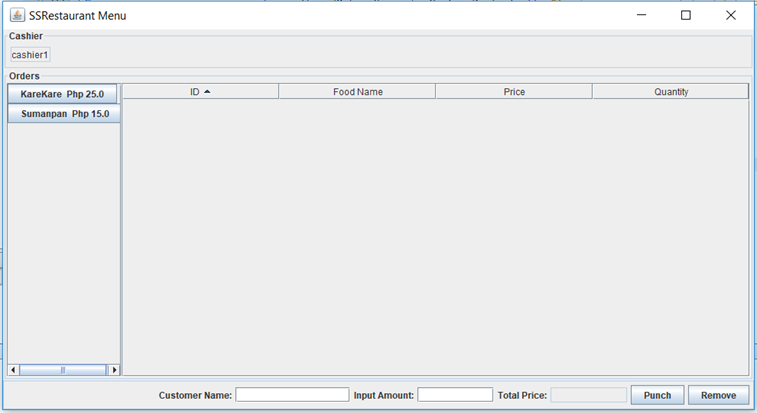 SSRestaurant Menu
Cashier
cashier1
Orders
KareKare Php 25.0
Sumanpan Php 15.0
ID Food Name Price Quantity
Customer Name: Input Amount: Total Price: Punch Remove